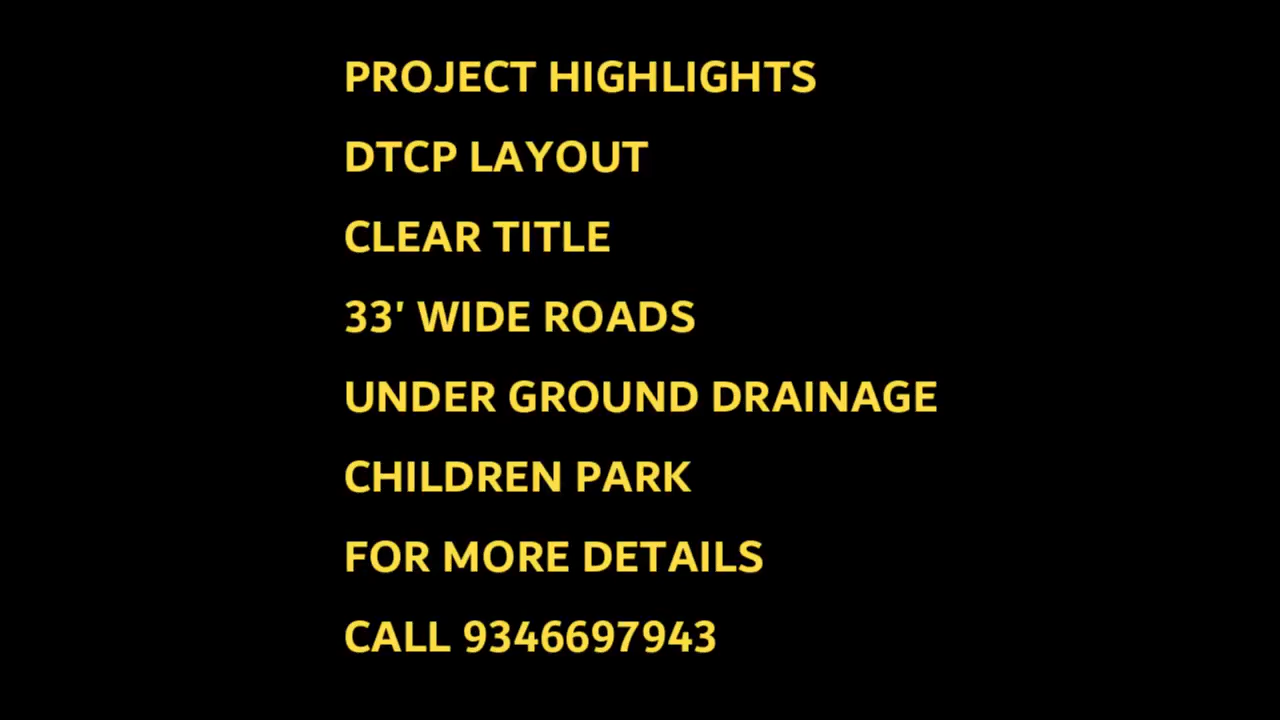 PROJECT HIGHLIGHTS
DTCP LAYOUT
CLEAR TITLE
33' WIDE ROADS
UNDER GROUND DRAINAGE
CHILDREN PARK
FOR MORE DETAILS
CALL 9346697943